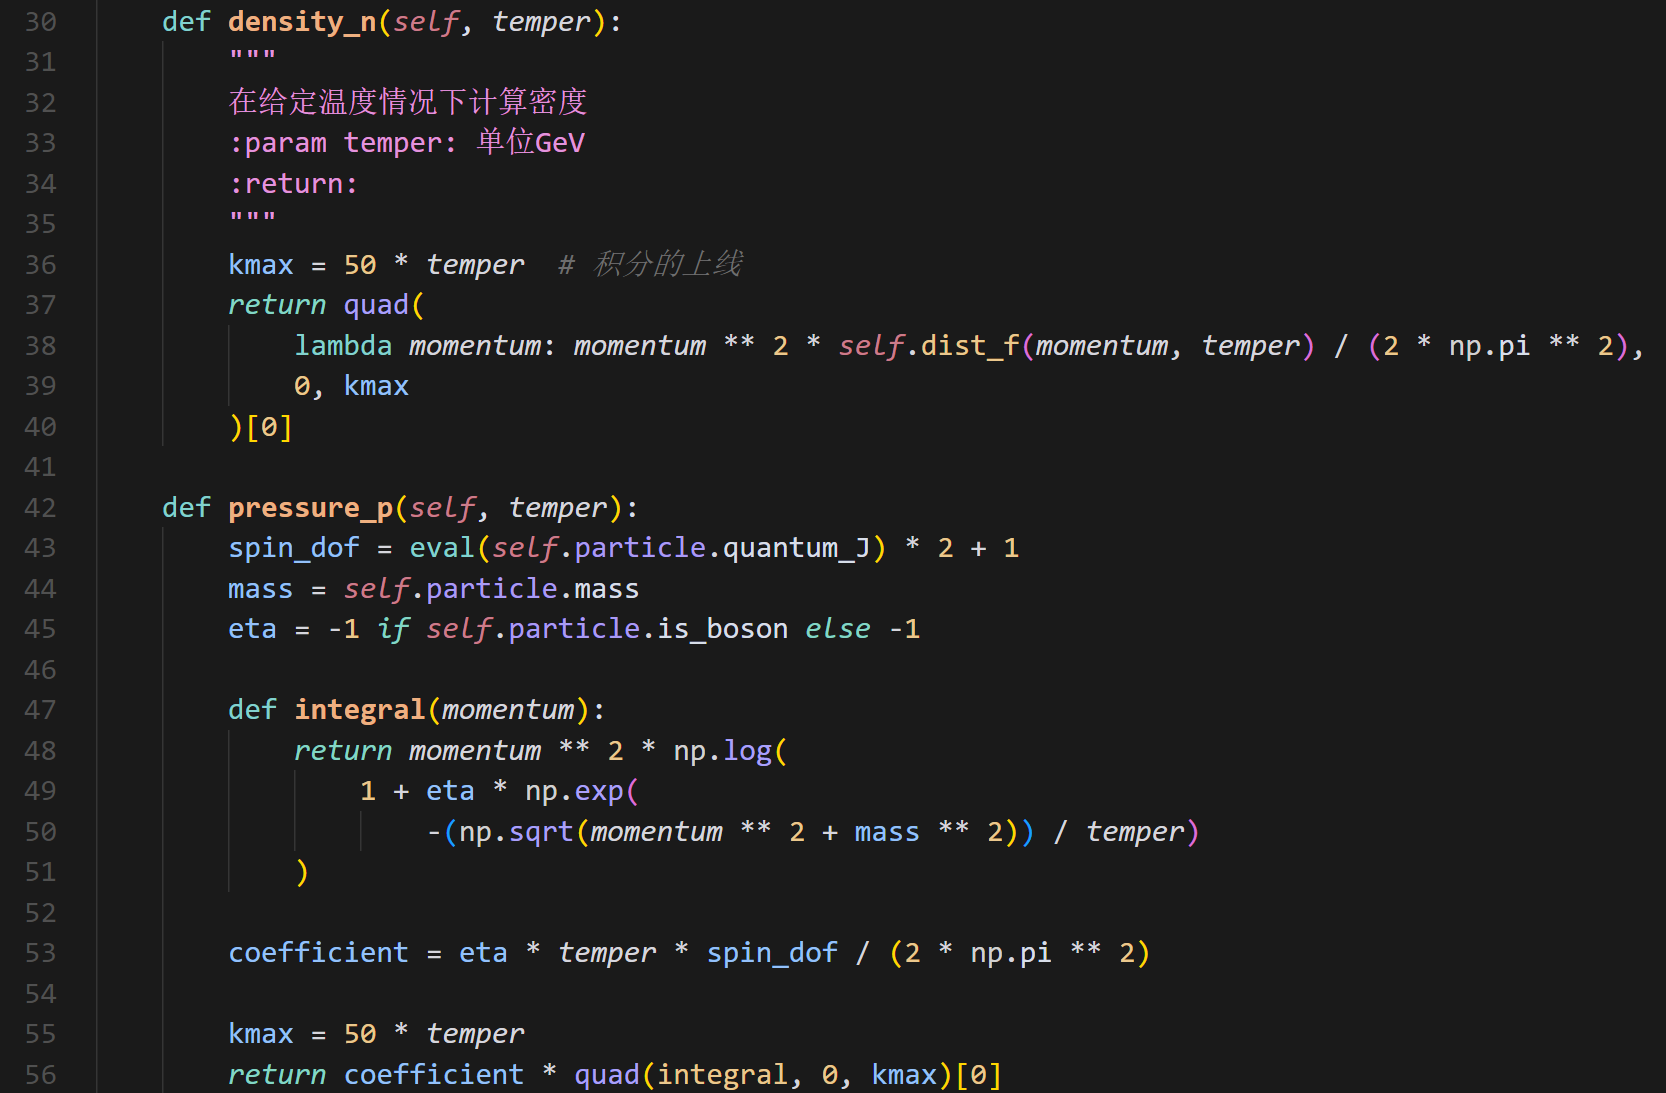 30 def density_n(self, temper):
31 """
32 在给定温度情况下计算密度
33 :param temper: 单位GeV
34 :return:
35 """
36 kmax = 50 * temper  # 积分的上线
37 return quad(
38 lambda momentum: momentum ** 2 * self.dist_f(momentum, temper) / (2 * np.pi ** 2),
39 0, kmax
40 )[0]
41
42 def pressure_p(self, temper):
43 spin_dof = eval(self.particle.quantum_J) * 2 + 1
44 mass = self.particle.mass
45 eta = -1 if self.particle.is_boson else -1
46
47 def integral(momentum):
48 return momentum ** 2 * np.log(
49 1 + eta * np.exp(
50 -(np.sqrt(momentum ** 2 + mass ** 2)) / temper)
51 )
52
53 coefficient = eta * temper * spin_dof / (2 * np.pi ** 2)
54
55 kmax = 50 * temper
56 return coefficient * quad(integral, 0, kmax)[0]